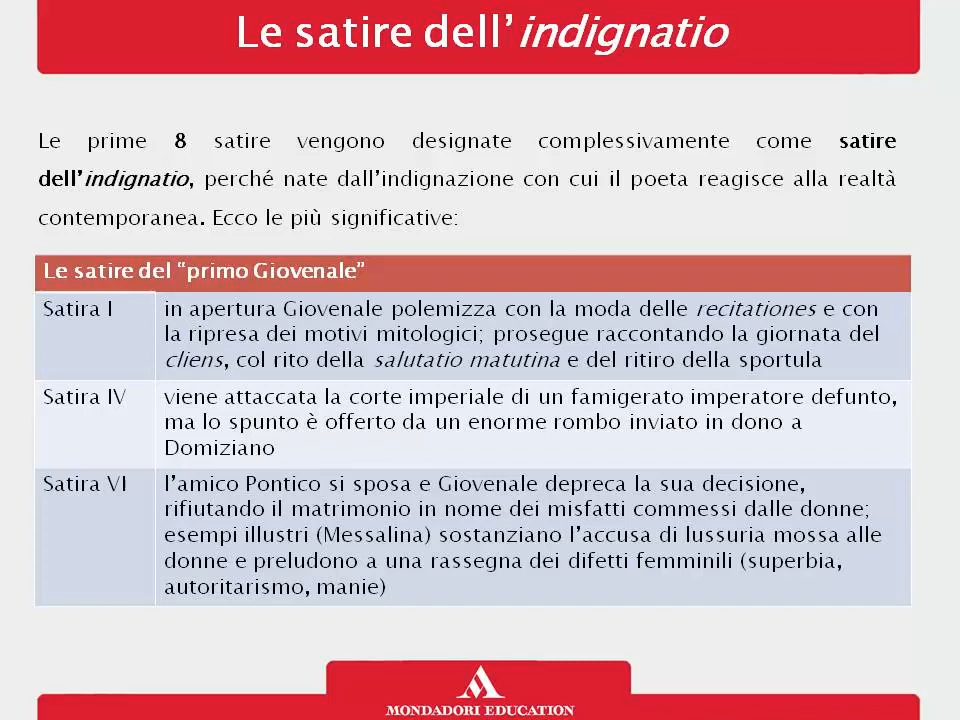 Le satire dell’indignatio
Le prime 8 satire vengono designate complessivamente come satire
dell’indignatio, perché nate dall’indignazione con cui il poeta reagisce alla realtà
contemporanea. Ecco le più significative:
Le satire del “primo Giovenale”
Satira I
in apertura Giovenale polemizza con la moda delle recitationes e con
la ripresa dei motivi mitologici; prosegue raccontando la giornata del
cliens, col rito della salutatio matutina e del ritiro della sportula
Satira IV
viene attaccata la corte imperiale di un famigerato imperatore defunto,
ma lo spunto è offerto da un enorme rombo inviato in dono a
Domiziano
Satira VI
l’amico Pontico si sposa e Giovenale depreca la sua decisione,
rifiutando il matrimonio in nome dei misfatti commessi dalle donne;
esempi illustri (Messalina) sostanziano l’accusa di lussuria mossa alle
donne e preludono a una rassegna dei difetti femminili (superbia,
autoritarismo, manie)
MONDADORI EDUCATION